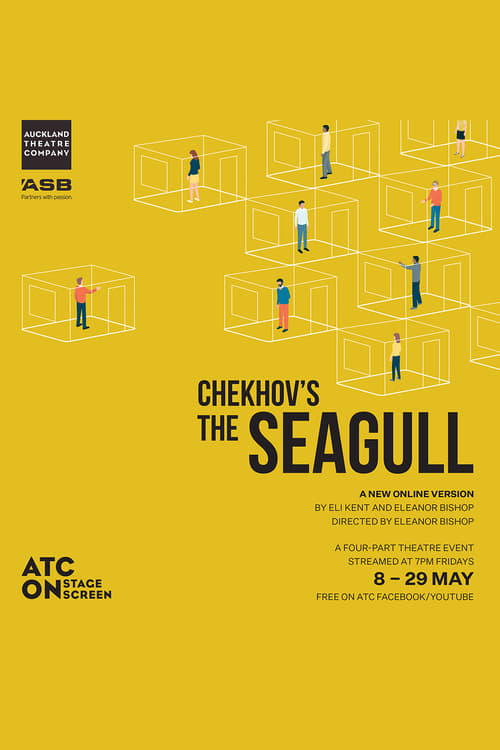 AUCKLAND
THEATRE
COMPANY
ASB
Partners with passion.
CHEKHOV'S
THE SEAGULL
A NEW ONLINE VERSION
BY ELI KENT AND ELEANOR BISHOP
DIRECTED BY ELEANOR BISHOP
A FOUR-PART THEATRE EVENT
STREAMED AT 7PM FRIDAYS
8 – 29 MAY
FREE ON ATC FACEBOOK/YOUTUBE
ATC
ON STAGE
SCREEN